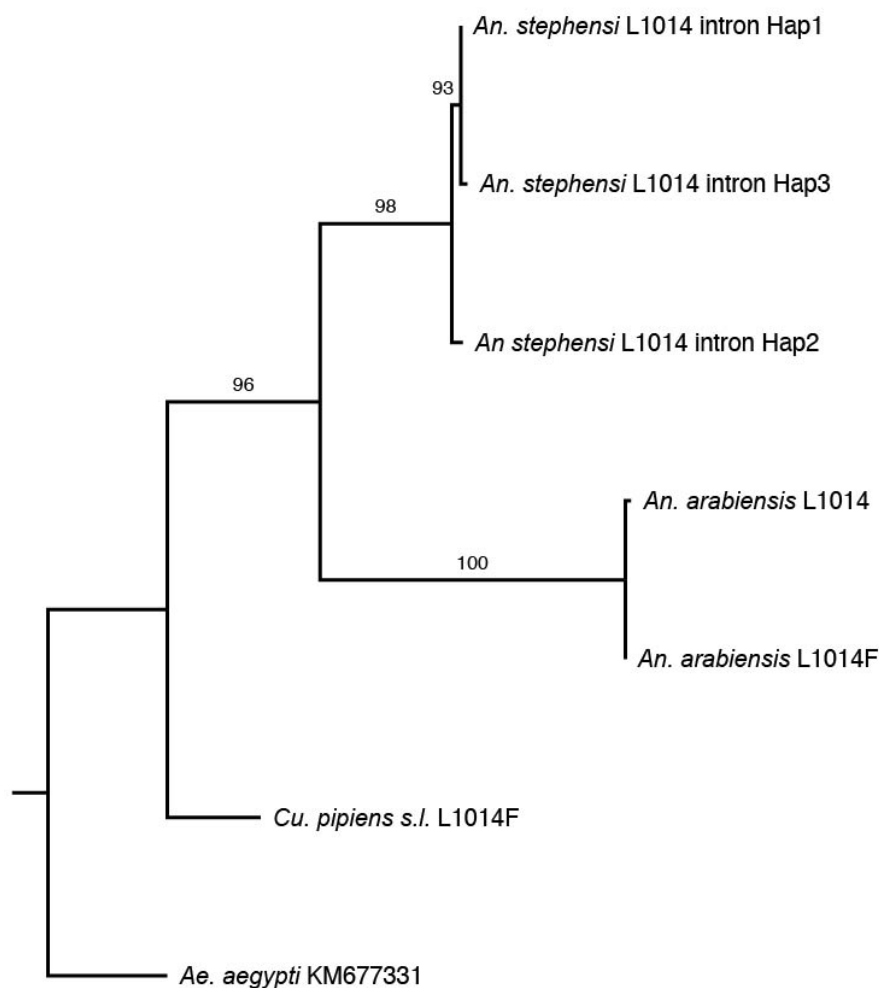 An. stephensi L1014 intron Hap1
93
An. stephensi L1014 intron Hap3
98
An stephensi L1014 intron Hap2
96
An. arabiensis L1014
100
An. arabiensis L1014F
Cu. pipiens s.l. L1014F
Ae. aegypti KM677331